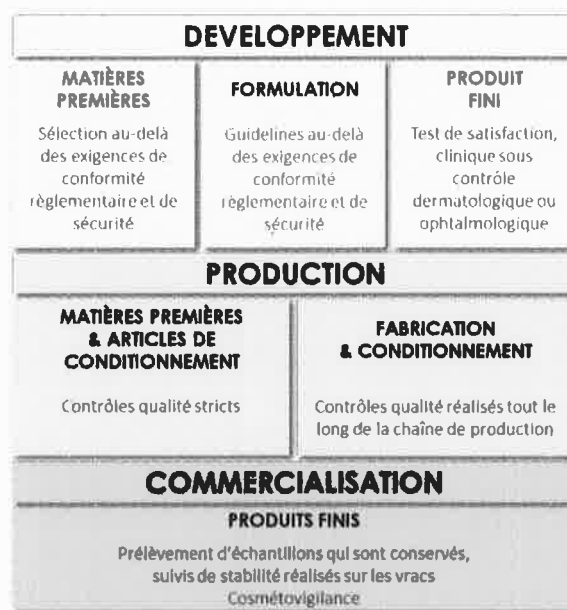 DEVELOPPEMENT
MATIÈRES
PREMIÈRES
Sélection au-delà
des exigences de
conformité
règlementaire et de
sécurité
FORMULATION
Guidelines au-delà
des exigences de
conformité
règlementaire et de
sécurité
PRODUIT
FINI
Test de satisfaction,
clinique sous
contrôle
dermatologique ou
ophtalmologique
PRODUCTION
MATIÈRES PREMIÈRES
& ARTICLES DE
CONDITIONNEMENT
Contrôles qualité stricts
FABRICATION
& CONDITIONNEMENT
Contrôles qualité réalisés tout le
long de la chaîne de production
COMMERCIALISATION
PRODUITS FINIS
Prélèvement d'échantillons qui sont conservés,
suivis de stabilité réalisés sur les vracs
Cosmétovigilance